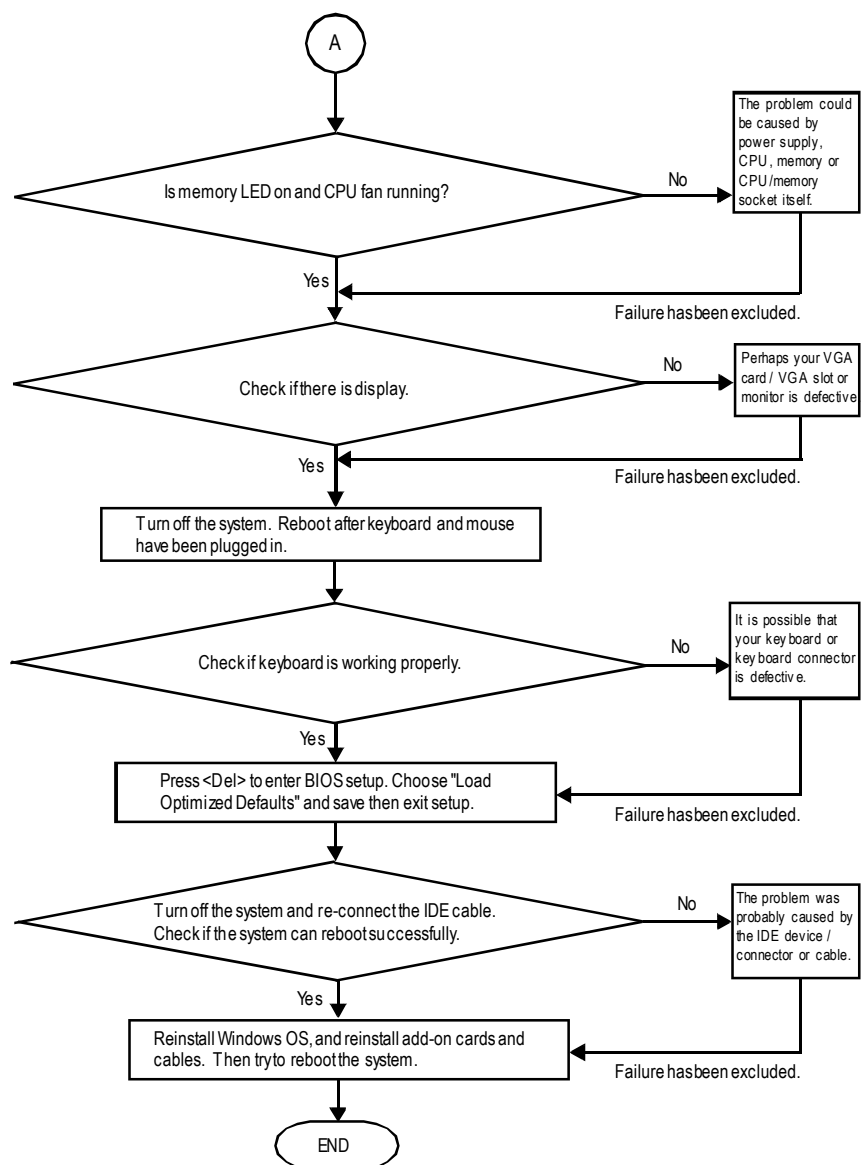 A
Is memory LED on and CPU fan running?
No
The problem could
be caused by
power supply,
CPU, memory or
CPU/memory
socket itself.
Yes
Failure has been excluded.
Check if there is display.
No
Perhaps your VGA
card / VGA slot or
monitor is defective
Yes
Failure has been excluded.
Turn off the system. Reboot after keyboard and mouse
have been plugged in.
Check if keyboard is working properly.
No
It is possible that
your keyboard or
keyboard connector
is defective.
Yes
Press <Del> to enter BIOS setup. Choose "Load
Optimized Defaults" and save then exit setup.
Failure has been excluded.
Turn off the system and re-connect the IDE cable.
Check if the system can reboot successfully.
No
The problem was
probably caused by
the IDE device /
connector or cable.
Yes
Reinstall Windows OS, and reinstall add-on cards and
cables. Then try to reboot the system.
Failure has been excluded.
END